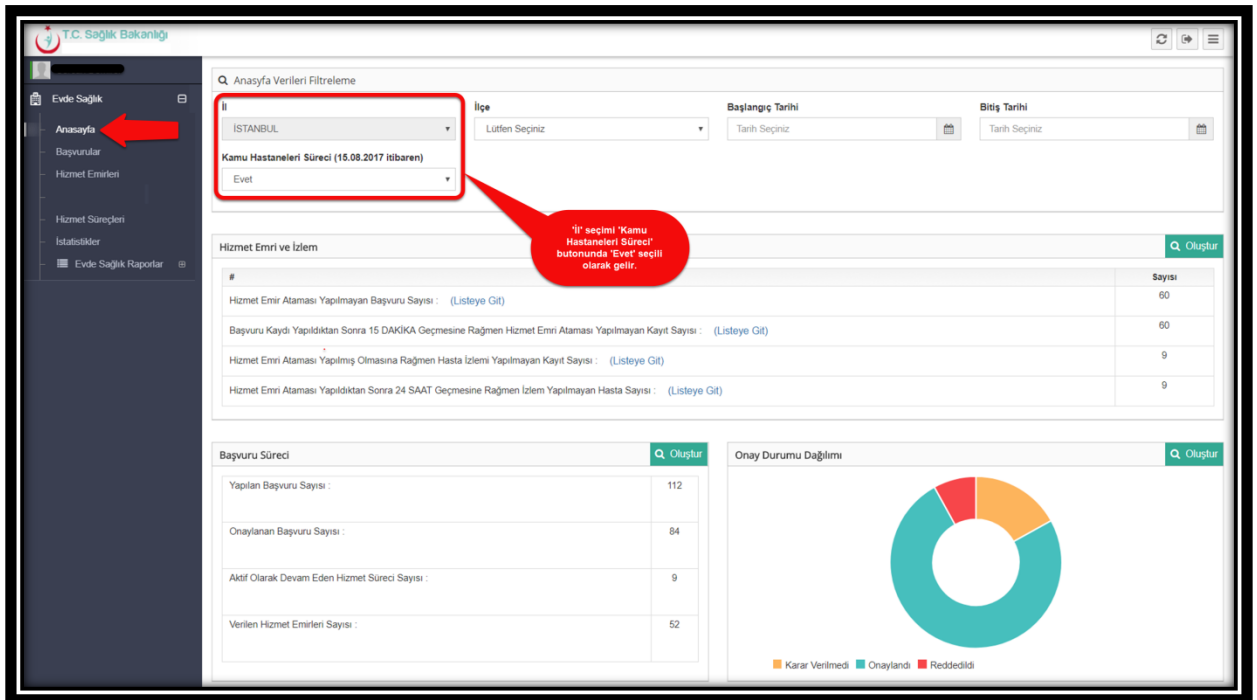 T.C. Sağlık Bakanlığı
Evde Sağlık
Anasayfa
Başvurular
Hizmet Emirleri
Hizmet Süreçleri
İstatistikler
Evde Sağlık Raporlar
Anasyfa Verileri Filtreleme
İl
İlçe
Başlangıç Tarihi
Bitiş Tarihi
İSTANBUL
Lütfen Seçiniz
Tarih Seçiniz
Tarih Seçiniz
Kamu Hastaneleri Süreci (15.08.2017 itibaren)
Evet
'İl' seçimi 'Kamu
Hastaneleri Süreci'
butonunda 'Evet' seçili
olarak gelir.
Hizmet Emri ve İzlem
Oluştur
#
Sayısı
Hizmet Emir Ataması Yapılmayan Başvuru Sayısı : (Listeye Git)
60
Başvuru Kaydı Yapıldıktan Sonra 15 DAKİKA Geçmesine Rağmen Hizmet Emri Ataması Yapılmayan Kayıt Sayısı : (Listeye Git)
60
Hizmet Emri Ataması Yapılmış Olmasına Rağmen Hasta İzlemi Yapılmayan Kayıt Sayısı : (Listeye Git)
9
Hizmet Emri Ataması Yapıldıktan Sonra 24 SAAT Geçmesine Rağmen İzlem Yapılmayan Hasta Sayısı : (Listeye Git)
9
Başvuru Süreci
Oluştur
Yapılan Başvuru Sayısı :
112
Onaylanan Başvuru Sayısı :
84
Aktif Olarak Devam Eden Hizmet Süreci Sayısı :
9
Verilen Hizmet Emirleri Sayısı :
52
Onay Durumu Dağılımı
Oluştur
Karar Verilmedi Onaylandı Reddedildi